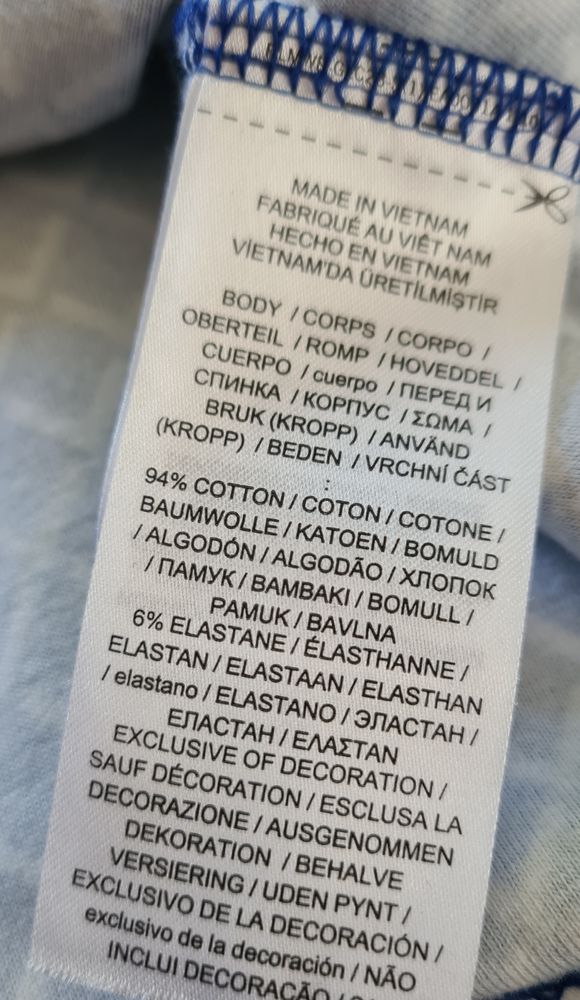 MADE IN VIETNAM
FABRIQUÉ AU VIÊT NAM
HECHO EN VIETNAM
VİETNAM'DA ÜRETİLMİŞTİR
BODY / CORPS / CORPO /
OBERTEIL / ROMP / HOVEDDEL /
CUERPO / cuerpo / ПЕРЕД И
СПИНКА / КОРПУС / ΣΩΜΑ /
BRUK (KROPP) / ANVÄND
(KROPP) / BEDEN / VRCHNÍ ČÁST
:
94% COTTON / COTON / COTONE /
BAUMWOLLE / KATOEN / BOMULD
/ ALGODÓN / ALGODÃO / ХЛОПОК
/ ПАМУК / ΒΑΜΒΑΚΙ / BOMULL /
PAMUK / BAVLNA
6% ELASTANE / ÉLASTHANNE /
ELASTAN / ELASTAAN / ELASTHAN
/ elastano / ELASTANO / ЭЛАСТАН /
ЕЛАСТАН / ΕΛΑΣΤΑΝ
EXCLUSIVE OF DECORATION /
SAUF DÉCORATION / ESCLUSA LA
DECORAZIONE / AUSGENOMMEN
DEKORATION / BEHALVE
VERSIERING / UDEN PYNT /
EXCLUSIVO DE LA DECORACIÓN /
exclusivo de la decoración / NÃO
INCLUI DECORAÇÃO /